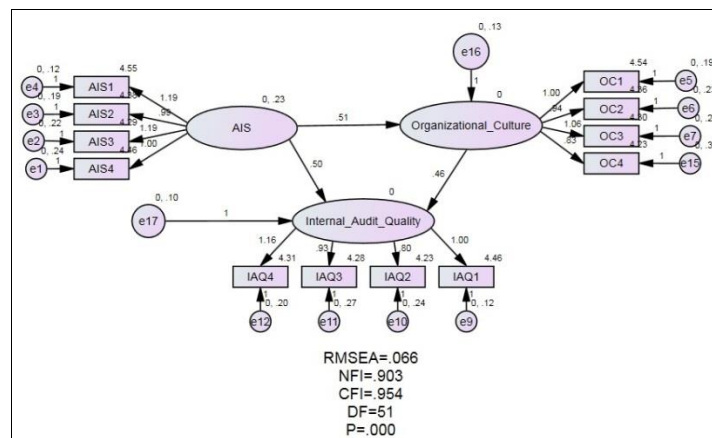 0, .13
e16
1
0, .12
4.55
e4
1
AIS1
0, .19
e3
1
AIS2
0, .22
4.29
e2
1
AIS3
0, .24
4.46
e1
1
AIS4
1.19
.99
1.19
1.00
0, .23
AIS
.51
0
Organizational_Culture
1.00
.94
1.06
.83
4.54
0, .19
OC1
1
e5
OC2
1
e6
OC3
1
e7
4.23
OC4
1
e15
.50
.46
0, .10
e17
1
0
Internal_Audit_Quality
1.16
.93
.80
1.00
4.31
4.28
4.23
4.46
IAQ4
IAQ3
IAQ2
IAQ1
1
1
1
1
0, .20
0, .27
0, .24
0, .12
e12
e11
e10
e9
RMSEA=.066
NFI=.903
CFI=.954
DF=51
P=.000